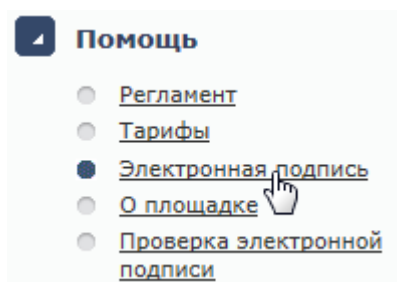 Помощь
Регламент
Тарифы
Электронная подпись
О площадке
Проверка электронной
подписи